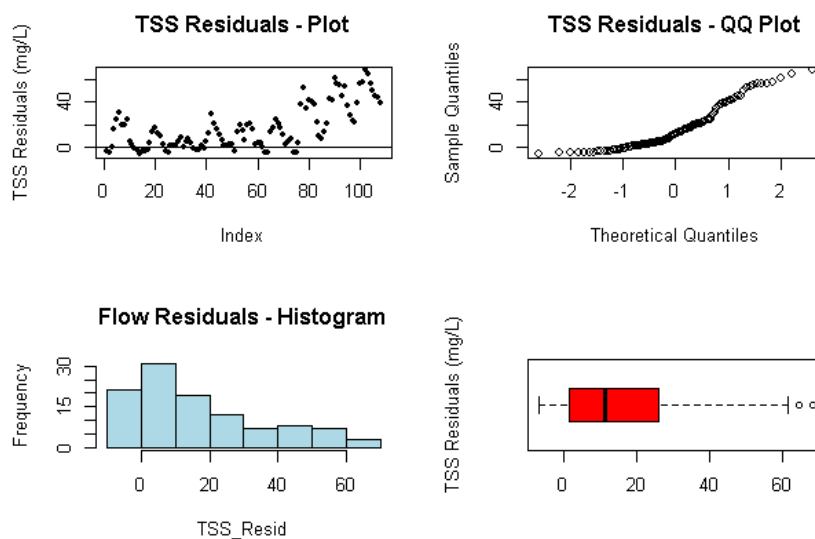 TSS Residuals - Plot
TSS Residuals (mg/L)
0 40
0 20 40 60 80 100
Index
TSS Residuals - QQ Plot
Sample Quantiles
0 40
-2 -1 0 1 2
Theoretical Quantiles
Flow Residuals - Histogram
Frequency
0 15 30
0 20 40 60
TSS_Resid
TSS Residuals (mg/L)
0 20 40 60